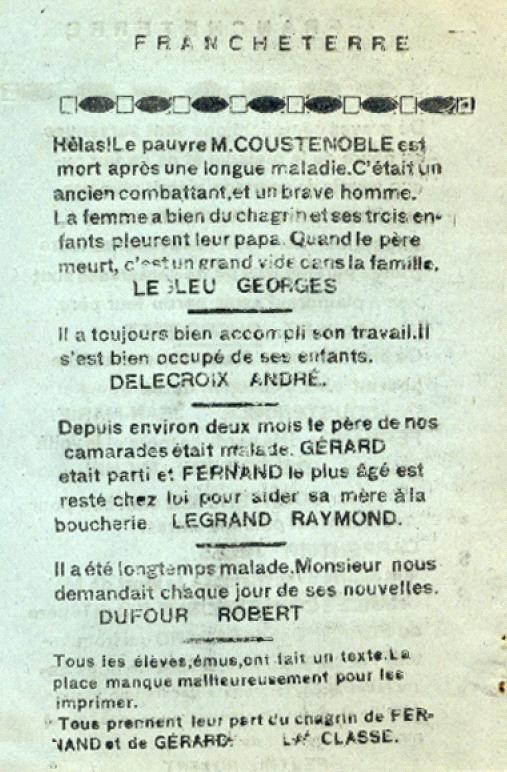 FRANCHETERRE
Hèlas!Le pauvre M.COUSTENOBLE est
mort après une longue maladie.C'était un
ancien combattant,et un brave homme.
La femme a bien du chagrin et ses trois en-
fants pleurent leur papa. Quand le père
meurt, c'est un grand vide dans la famille.
LE BLEU GEORGES
Il a toujours bien accompli son travail.Il
s'est bien occupé de ses enfants.
DELECROIX ANDRÉ.
Depuis environ deux mois le père de nos
camarades était malade. GÉRARD
etait parti et FERNAND le plus âgé est
resté chez lui pour aider sa mère à la
boucherie. LEGRAND RAYMOND.
Il a été longtemps malade.Monsieur nous
demandait chaque jour de ses nouvelles.
DUFOUR ROBERT
Tous les élèves,émus,ont fait un texte.La
place manque malheureusement pour les
imprimer.
Tous prennent leur part du chagrin de FER-
NAND et de GÉRARD. LA CLASSE.